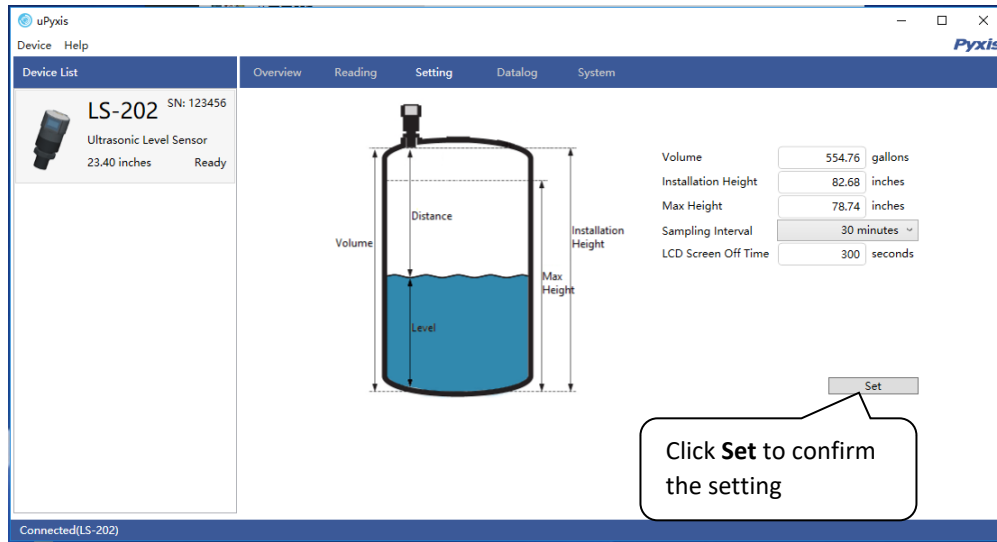 uPyxis
Device Help
Pyxis
Device List
Overview Reading Setting Datalog System
LS-202 SN: 123456
Ultrasonic Level Sensor
23.40 inches Ready
Distance
Volume
Installation
Height
Max
Height
Level
Volume 554.76 gallons
Installation Height 82.68 inches
Max Height 78.74 inches
Sampling Interval 30 minutes
LCD Screen Off Time 300 seconds
Set
Click Set to confirm
the setting
Connected(LS-202)